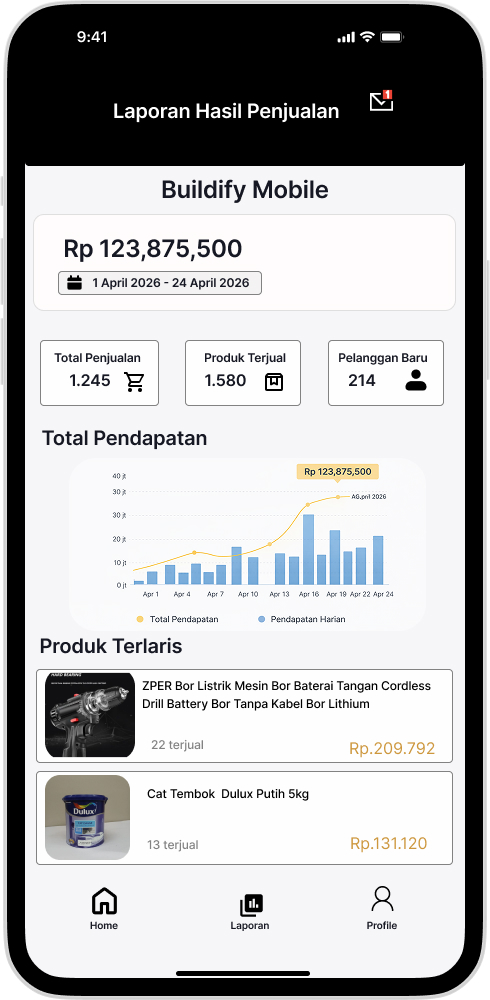 9:41
Laporan Hasil Penjualan
1
Buildify Mobile
Rp 123,875,500
1 April 2026 - 24 April 2026
Total Penjualan
1.245
Produk Terjual
1.580
Pelanggan Baru
214
Total Pendapatan
Rp 123,875,500
40 jt
30 jt
30 jt
20 jt
10 jt
0 jt
Apr 1
Apr 4
Apr 7
Apr 10
Apr 13
Apr 16
Apr 19
Apr 22
Apr 24
Total Pendapatan
Pendapatan Harian
Produk Terlaris
HARD BEARING
ZPER Bor Listrik Mesin Bor Baterai Tangan Cordless
Drill Battery Bor Tanpa Kabel Bor Lithium
22 terjual
Rp.209.792
Dulux
Cat Tembok Dulux Putih 5kg
13 terjual
Rp.131.120
Home
Laporan
Profile